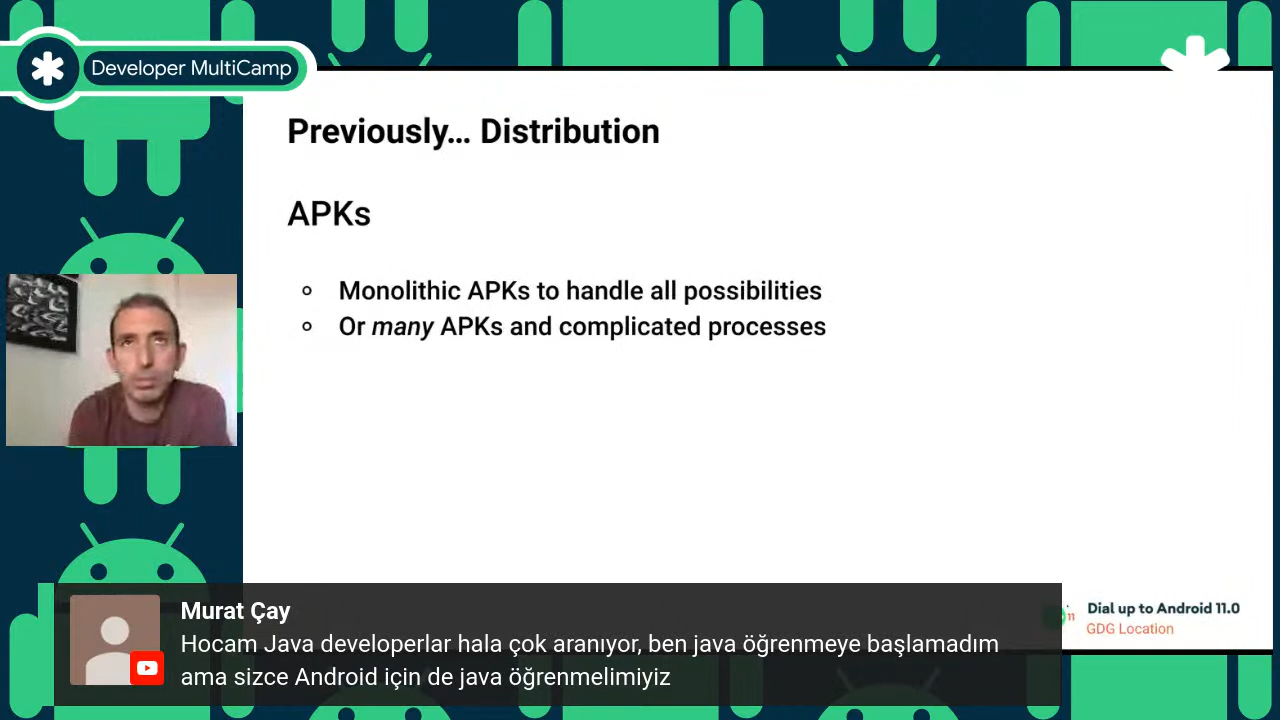 Developer MultiCamp
Previously... Distribution
APKs
Monolithic APKs to handle all possibilities
Or many APKs and complicated processes
Dial up to Android 11.0
GDG Location
11
Murat Çay
Hocam Java developerlar hala çok aranıyor, ben java öğrenmeye başlamadım
ama sizce Android için de java öğrenmelimiyiz